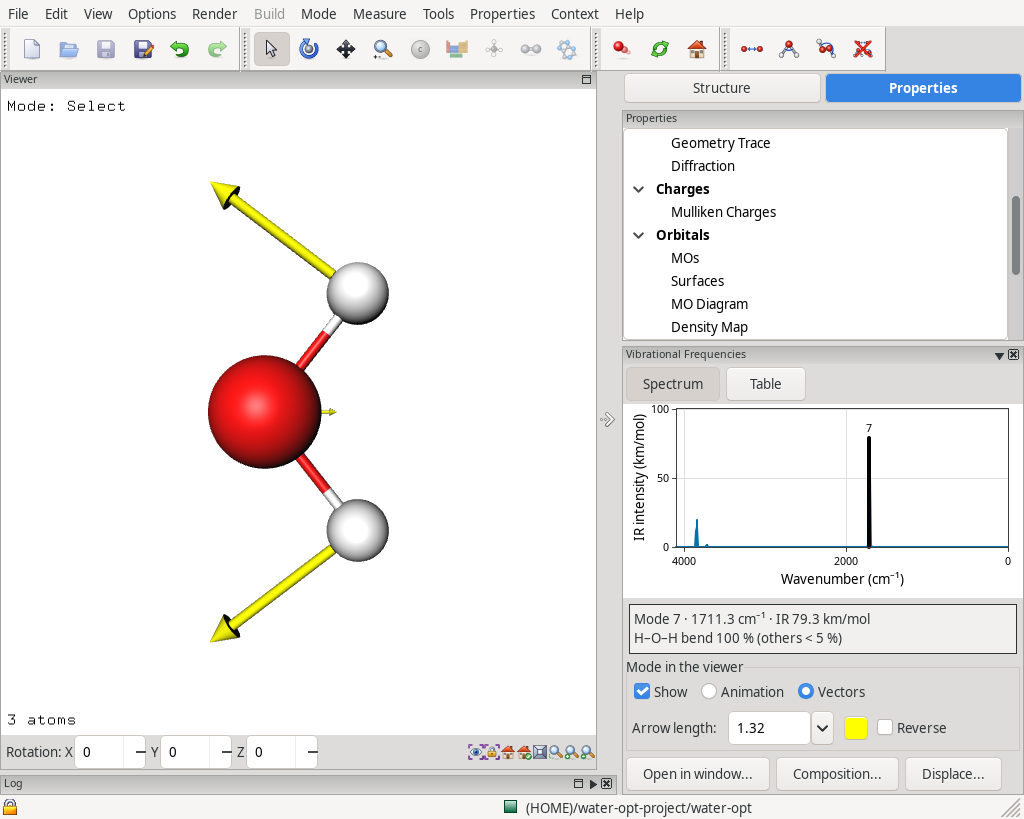 File Edit View Options Render Build Mode Measure Tools Properties Context Help
Viewer
Mode: Select
3 atoms
Rotation: X 0 Y 0 Z 0
Log
Structure Properties
Properties
Geometry Trace
Diffraction
Charges
Mulliken Charges
Orbitals
MOs
Surfaces
MO Diagram
Density Map
Vibrational Frequencies
Spectrum Table
IR intensity (km/mol)
100
50
0
7
4000 2000 0
Wavenumber (cm⁻¹)
Mode 7 · 1711.3 cm⁻¹ · IR 79.3 km/mol
H–O–H bend 100 % (others < 5 %)
Mode in the viewer
Show Animation Vectors
Arrow length: 1.32 Reverse
Open in window... Composition... Displace...
(HOME)/water-opt-project/water-opt